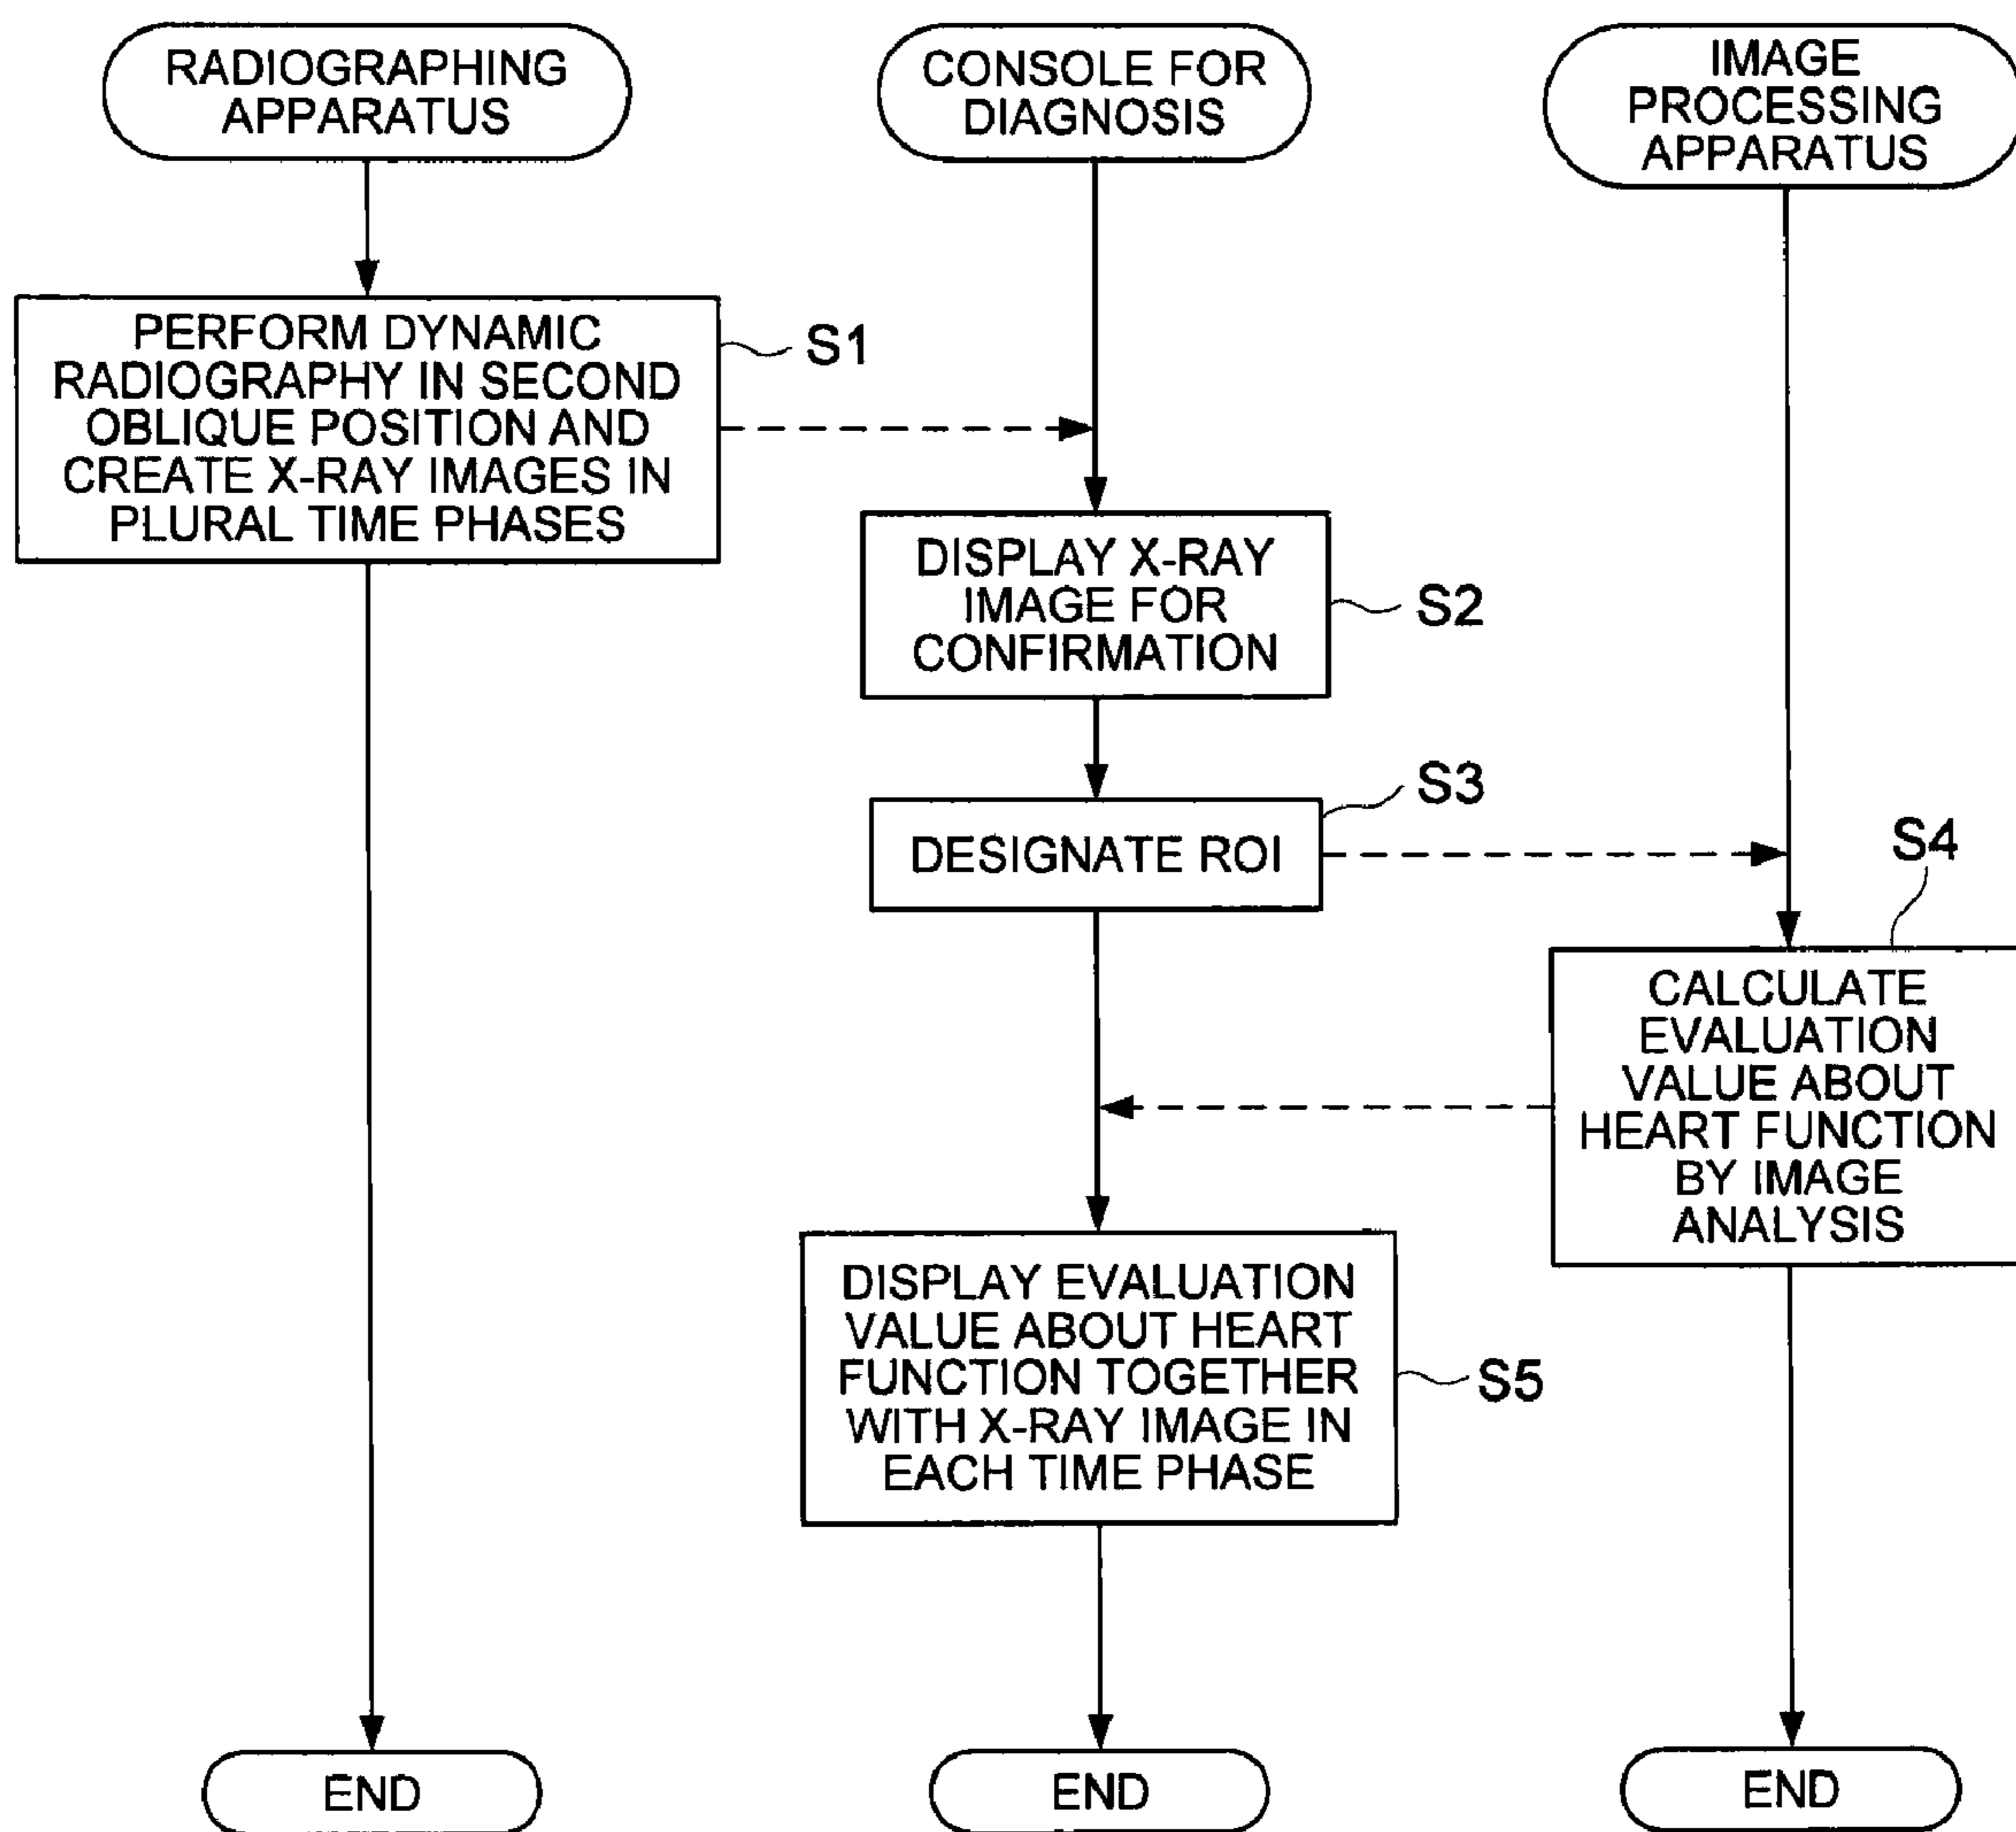 RADIOGRAPHING
APPARATUS
CONSOLE FOR
DIAGNOSIS
IMAGE
PROCESSING
APPARATUS
PERFORM DYNAMIC
RADIOGRAPHY IN SECOND
OBLIQUE POSITION AND
CREATE X-RAY IMAGES IN
PLURAL TIME PHASES
S1
DISPLAY X-RAY
IMAGE FOR
CONFIRMATION
S2
DESIGNATE ROI
S3
S4
CALCULATE
EVALUATION
VALUE ABOUT
HEART FUNCTION
BY IMAGE
ANALYSIS
DISPLAY EVALUATION
VALUE ABOUT HEART
FUNCTION TOGETHER
WITH X-RAY IMAGE IN
EACH TIME PHASE
S5
END
END
END